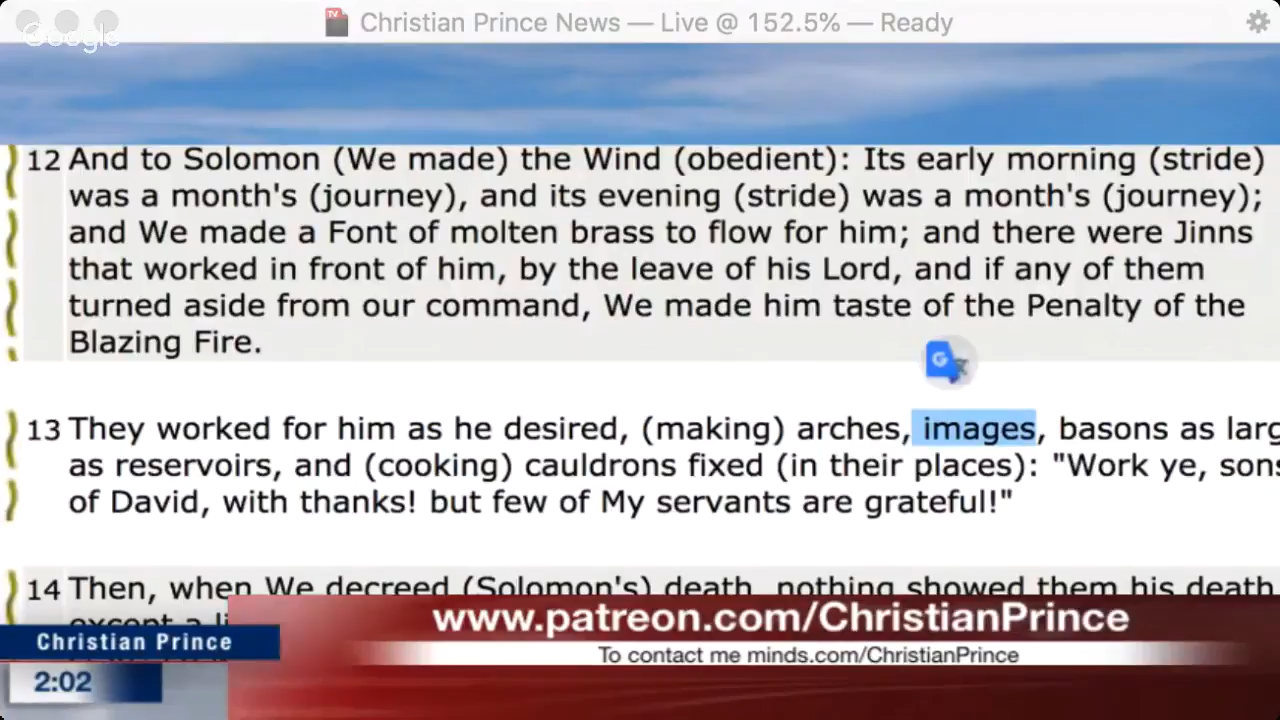 Christian Prince News — Live @ 152.5% — Ready
Google
12 And to Solomon (We made) the Wind (obedient): Its early morning (stride)
was a month's (journey), and its evening (stride) was a month's (journey);
and We made a Font of molten brass to flow for him; and there were Jinns
that worked in front of him, by the leave of his Lord, and if any of them
turned aside from our command, We made him taste of the Penalty of the
Blazing Fire.
13 They worked for him as he desired, (making) arches, images, basons as larg
as reservoirs, and (cooking) cauldrons fixed (in their places): "Work ye, sons
of David, with thanks! but few of My servants are grateful!"
14 Then, when We decreed (Solomon's) death, nothing showed them his death
except a li
www.patreon.com/ChristianPrince
Christian Prince
To contact me minds.com/ChristianPrince
2:02